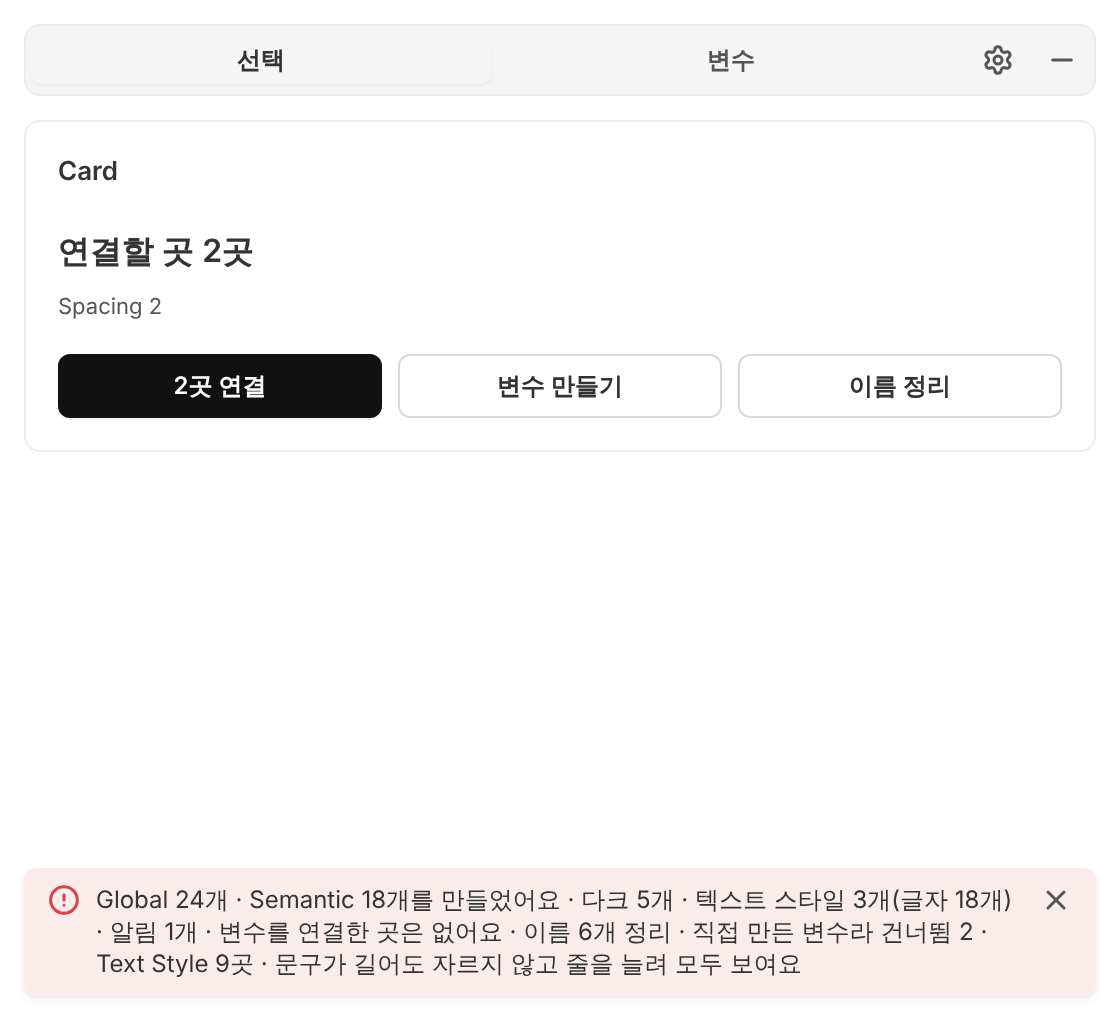 선택
변수
Card
연결할 곳 2곳
Spacing 2
2곳 연결
변수 만들기
이름 정리
Global 24개 · Semantic 18개를 만들었어요 · 다크 5개 · 텍스트 스타일 3개(글자 18개)
· 알림 1개 · 변수를 연결한 곳은 없어요 · 이름 6개 정리 · 직접 만든 변수라 건너뜀 2 ·
Text Style 9곳 · 문구가 길어도 자르지 않고 줄을 늘려 모두 보여요